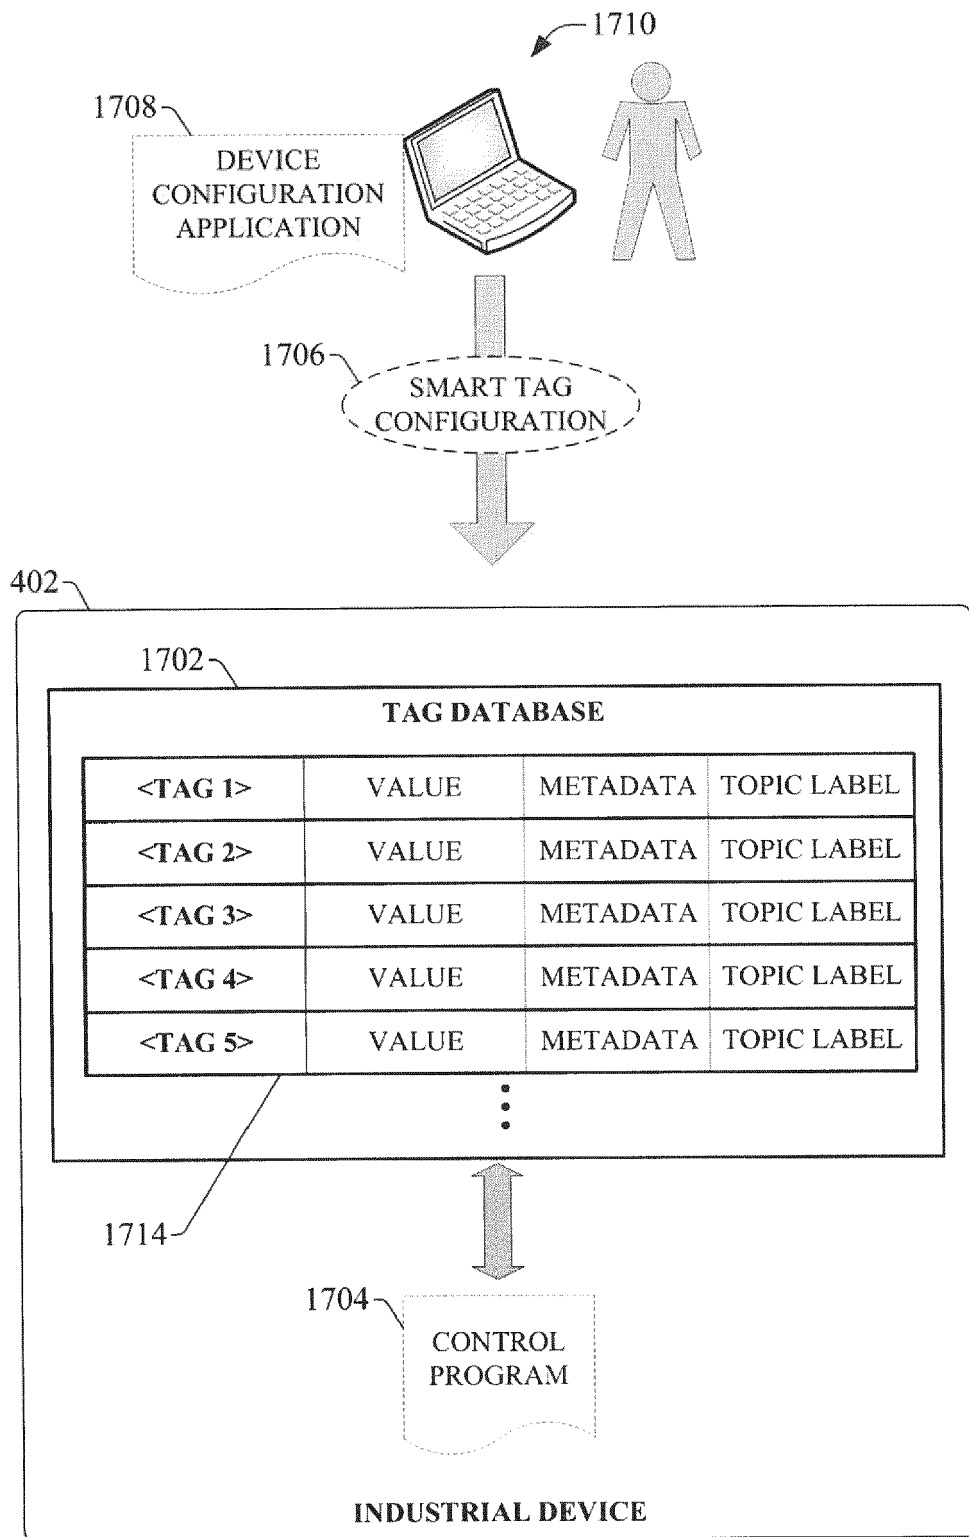 1710
1708
DEVICE
CONFIGURATION
APPLICATION
1706
SMART TAG
CONFIGURATION
402
1702
TAG DATABASE
<TAG 1> VALUE METADATA TOPIC LABEL
<TAG 2> VALUE METADATA TOPIC LABEL
<TAG 3> VALUE METADATA TOPIC LABEL
<TAG 4> VALUE METADATA TOPIC LABEL
<TAG 5> VALUE METADATA TOPIC LABEL
1714
1704
CONTROL
PROGRAM
INDUSTRIAL DEVICE